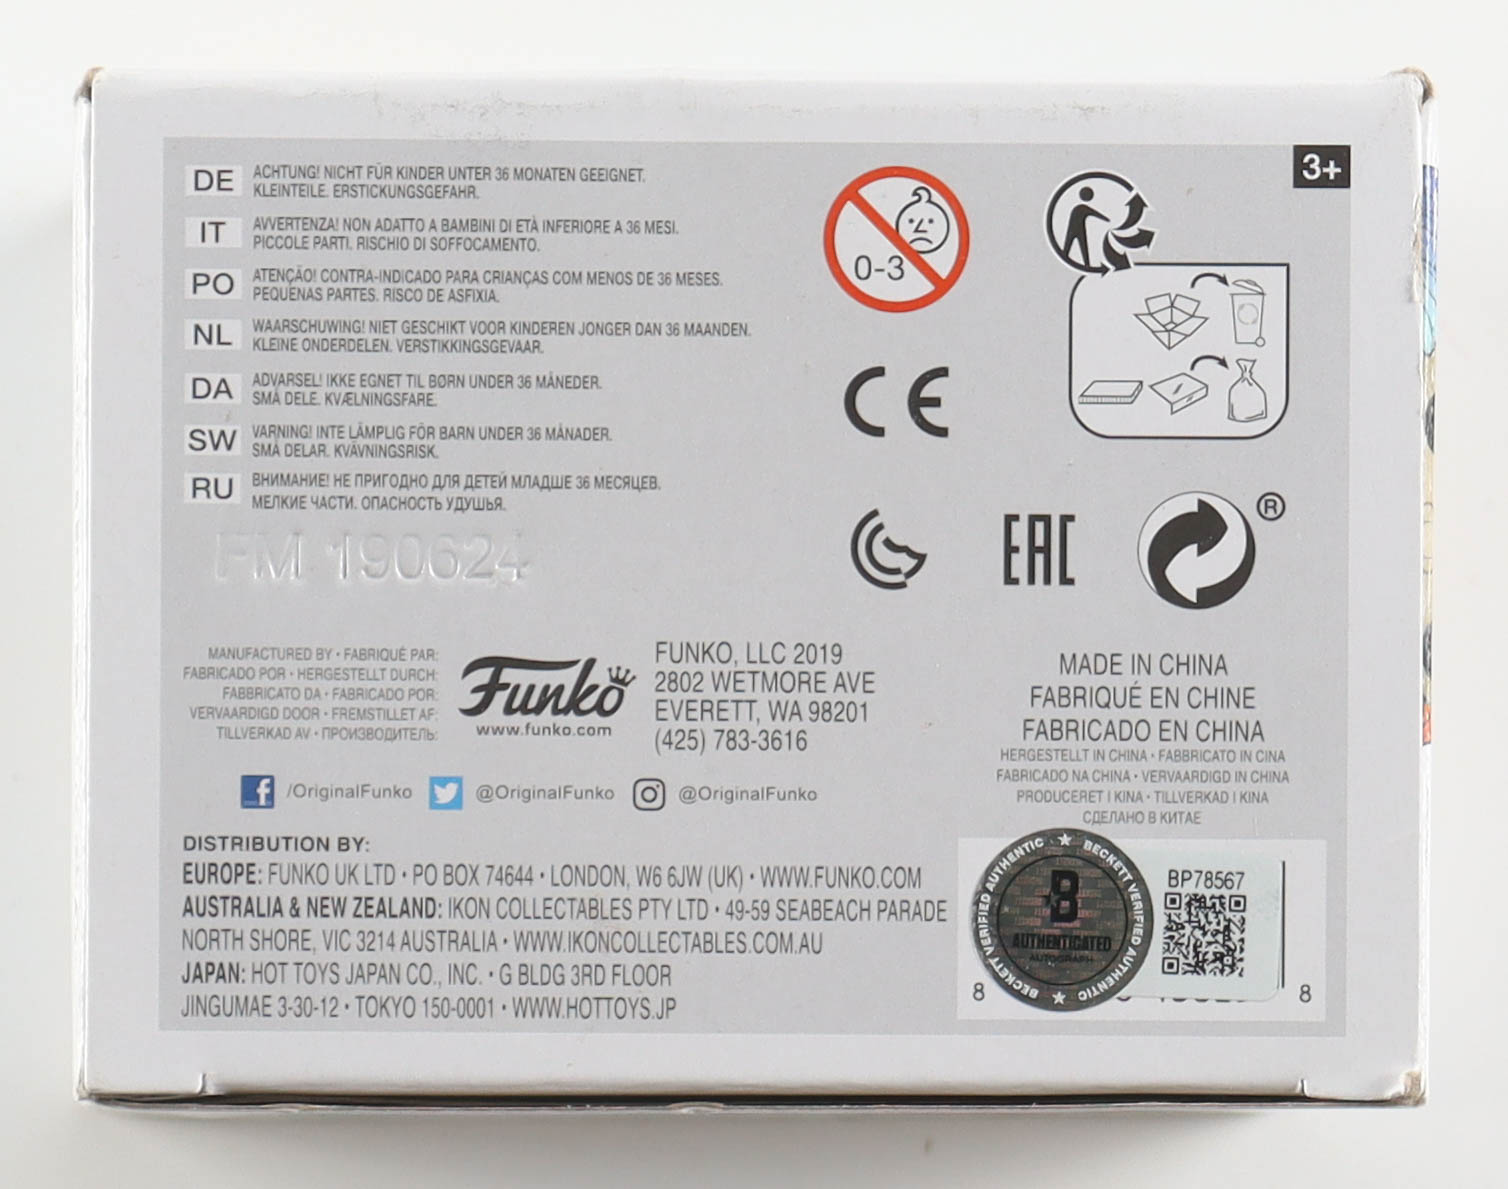 3+
DE ACHTUNG! NICHT FÜR KINDER UNTER 36 MONATEN GEEIGNET.
KLEINTEILE. ERSTICKUNGSGEFAHR.
IT AVVERTENZA! NON ADATTO A BAMBINI DI ETÀ INFERIORE A 36 MESI.
PICCOLE PARTI. RISCHIO DI SOFFOCAMENTO.
PO ATENÇÃO! CONTRA-INDICADO PARA CRIANÇAS COM MENOS DE 36 MESES.
PEQUENAS PARTES. RISCO DE ASFIXIA.
NL WAARSCHUWING! NIET GESCHIKT VOOR KINDEREN JONGER DAN 36 MAANDEN.
KLEINE ONDERDELEN. VERSTIKKINGSGEVAAR.
DA ADVARSEL! IKKE EGNET TIL BØRN UNDER 36 MÅNEDER.
SMÅ DELE. KVÆLNINGSFARE.
SW VARNING! INTE LÄMPLIG FÖR BARN UNDER 36 MÅNADER.
SMÅ DELAR. KVÄVNINGSRISK.
RU ВНИМАНИЕ! НЕ ПРИГОДНО ДЛЯ ДЕТЕЙ МЛАДШЕ 36 МЕСЯЦЕВ.
МЕЛКИЕ ЧАСТИ. ОПАСНОСТЬ УДУШЬЯ.
FM 190624
0-3
CE
EAC
®
MANUFACTURED BY • FABRIQUÉ PAR:
FABRICADO POR • HERGESTELLT DURCH:
FABBRICATO DA • FABRICADO POR:
VERVAARDIGD DOOR • FREMSTILLET AF:
TILLVERKAD AV • ПРОИЗВОДИТЕЛЬ:
Funko
www.funko.com
FUNKO, LLC 2019
2802 WETMORE AVE
EVERETT, WA 98201
(425) 783-3616
/OriginalFunko @OriginalFunko @OriginalFunko
MADE IN CHINA
FABRIQUÉ EN CHINE
FABRICADO EN CHINA
HERGESTELLT IN CHINA • FABBRICATO IN CINA
FABRICADO NA CHINA • VERVAARDIGD IN CHINA
PRODUCERET I KINA • TILLVERKAD I KINA
СДЕЛАНО В КИТАЕ
DISTRIBUTION BY:
EUROPE: FUNKO UK LTD • PO BOX 74644 • LONDON, W6 6JW (UK) • WWW.FUNKO.COM
AUSTRALIA & NEW ZEALAND: IKON COLLECTABLES PTY LTD • 49-59 SEABEACH PARADE
NORTH SHORE, VIC 3214 AUSTRALIA • WWW.IKONCOLLECTABLES.COM.AU
JAPAN: HOT TOYS JAPAN CO., INC. • G BLDG 3RD FLOOR
JINGUMAE 3-30-12 • TOKYO 150-0001 • WWW.HOTTOYS.JP
BECKETT VERIFIED AUTHENTIC ★ BECKETT VERIFIED AUTHENTIC ★
B
AUTHENTICATED
AUTOGRAPH
BP78567
8 8